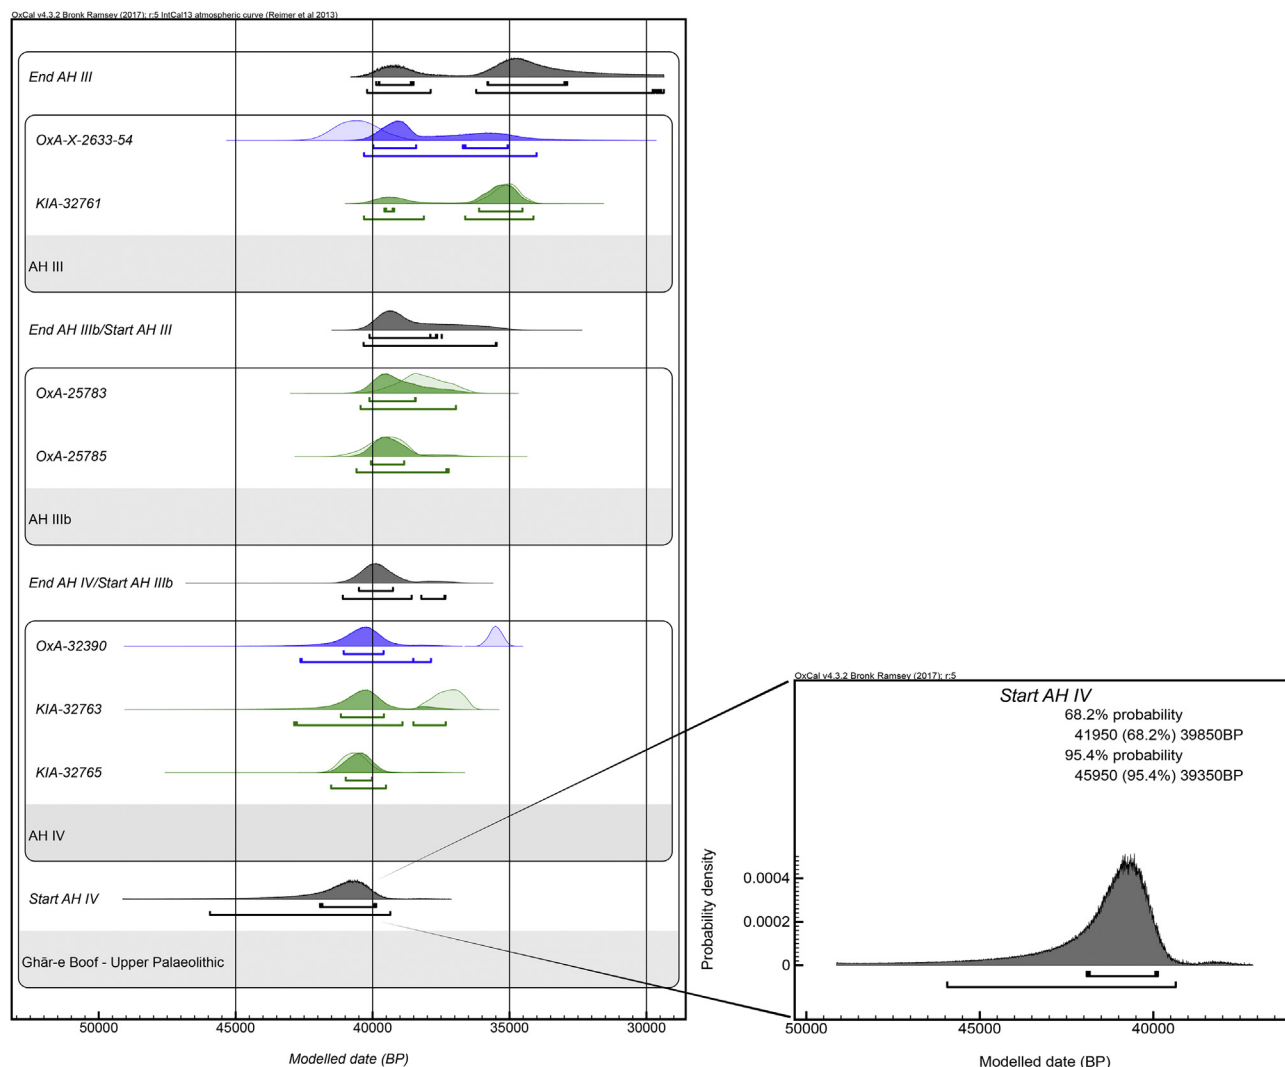 OxCal v4.3.2 Bronk Ramsey (2017); r:5 IntCal13 atmospheric curve (Reimer et al 2013)
End AH III
OxA-X-2633-54
KIA-32761
AH III
End AH IIIb/Start AH III
OxA-25783
OxA-25785
AH IIIb
End AH IV/Start AH IIIb
OxA-32390
KIA-32763
KIA-32765
AH IV
Start AH IV
Ghār-e Boof - Upper Palaeolithic
50000 45000 40000 35000 30000
Modelled date (BP)
OxCal v4.3.2 Bronk Ramsey (2017); r:5
Start AH IV
68.2% probability
41950 (68.2%) 39850BP
95.4% probability
45950 (95.4%) 39350BP
Probability density
0.0004
0.0002
0
50000 45000 40000
Modelled date (BP)